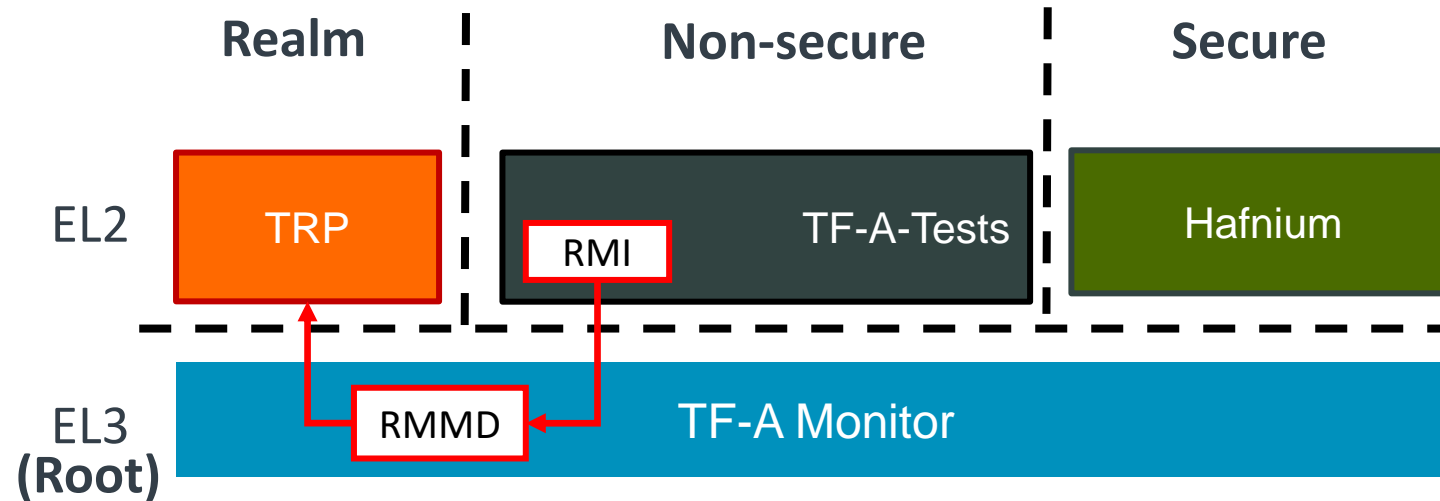 Realm
Non-secure
Secure
EL2
TRP
RMI
TF-A-Tests
Hafnium
EL3
(Root)
RMMD
TF-A Monitor